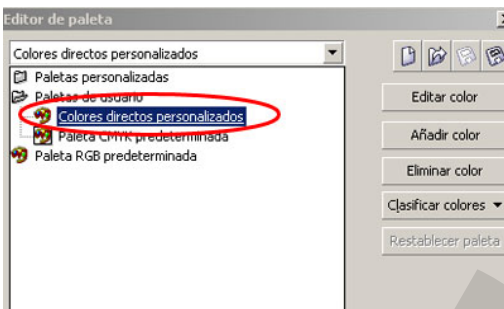 Editor de paleta
Colores directos personalizados
Paletas personalizadas
Paletas de usuario
Colores directos personalizados
Paleta CMYK predeterminada
Paleta RGB predeterminada
Editar color
Añadir color
Eliminar color
Clasificar colores
Restablecer paleta